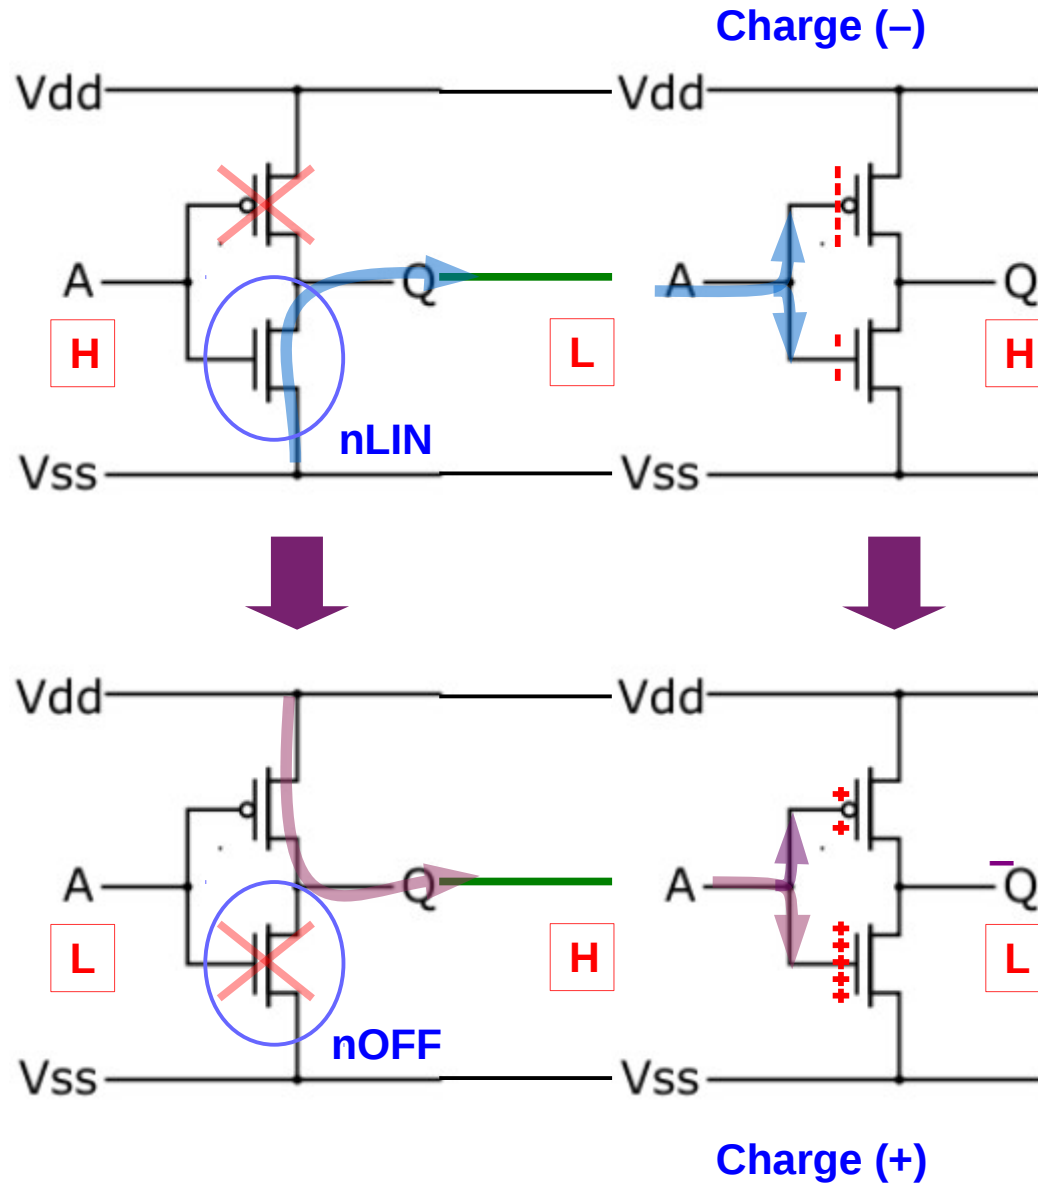 Charge (–)
Vdd Vdd
A Q A Q
H L H
nLIN
Vss Vss
Vdd Vdd
A Q A Q
L H L
nOFF
Vss Vss
Charge (+)